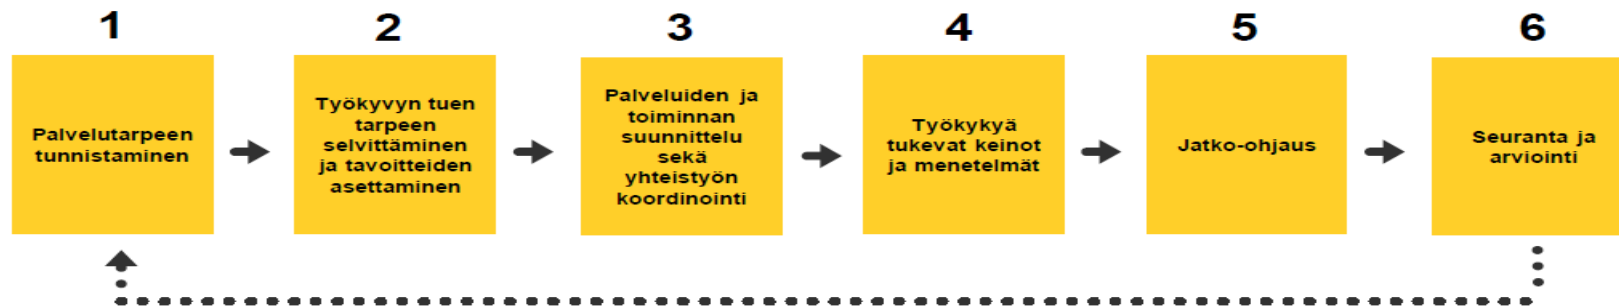 1
Palvelutarpeen
tunnistaminen
2
Työkyvyn tuen
tarpeen
selvittäminen
ja tavoitteiden
asettaminen
3
Palveluiden ja
toiminnan
suunnittelu
sekä
yhteistyön
koordinointi
4
Työkykyä
tukevat keinot
ja menetelmät
5
Jatko-ohjaus
6
Seuranta ja
arviointi